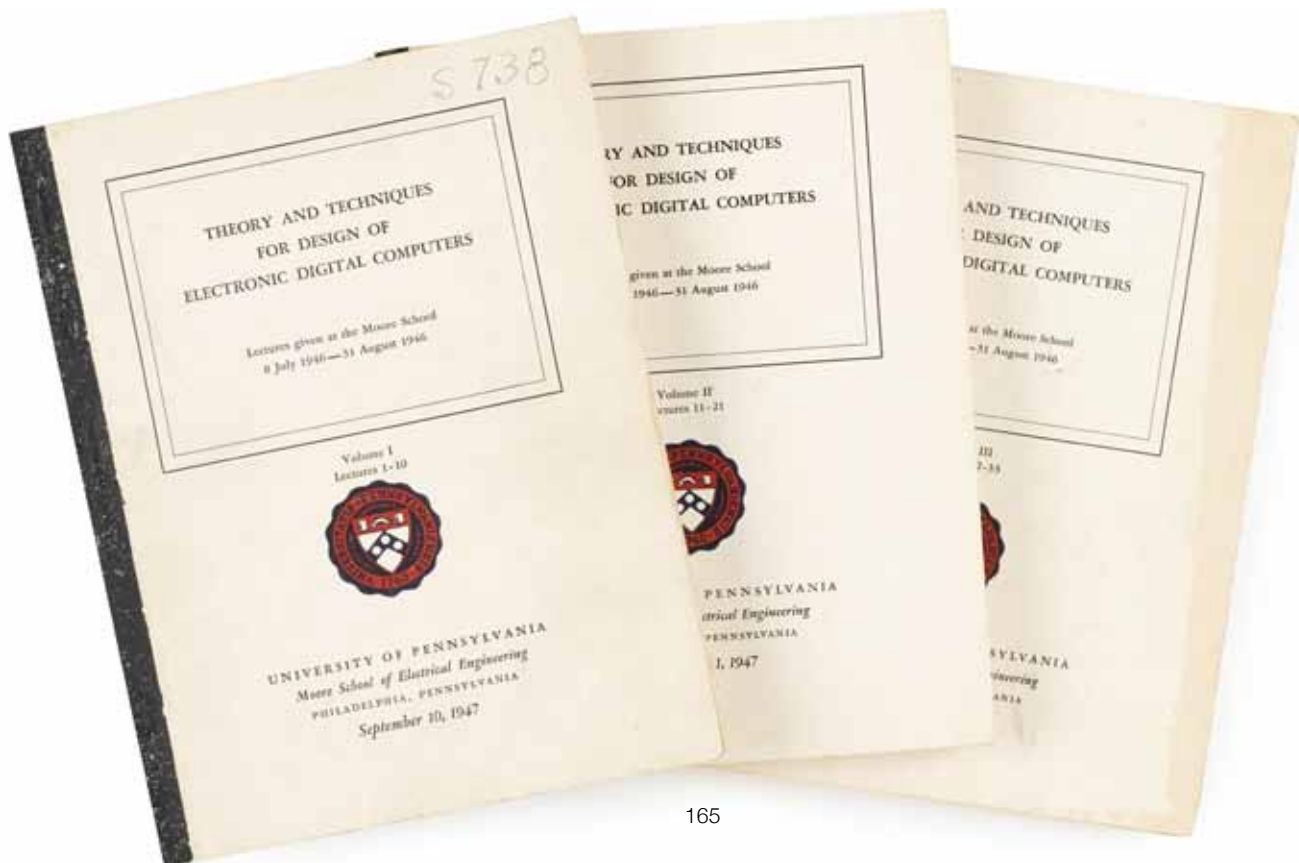 S 738
THEORY AND TECHNIQUES
FOR DESIGN OF
ELECTRONIC DIGITAL COMPUTERS
Lectures given at the Moore School
8 July 1946—31 August 1946
Volume I
Lectures 1-10
UNIVERSITY OF PENNSYLVANIA
Moore School of Electrical Engineering
PHILADELPHIA, PENNSYLVANIA
September 10, 1947
RY AND TECHNIQUES
FOR DESIGN OF
IC DIGITAL COMPUTERS
given at the Moore School
1946—31 August 1946
Volume II
ctures 11-21
PENNSYLVANIA
ctrical Engineering
PENNSYLVANIA
1, 1947
AND TECHNIQUES
DESIGN OF
DIGITAL COMPUTERS
at the Moore School
—31 August 1946
III
SYLVANIA
ineering
ANIA
165